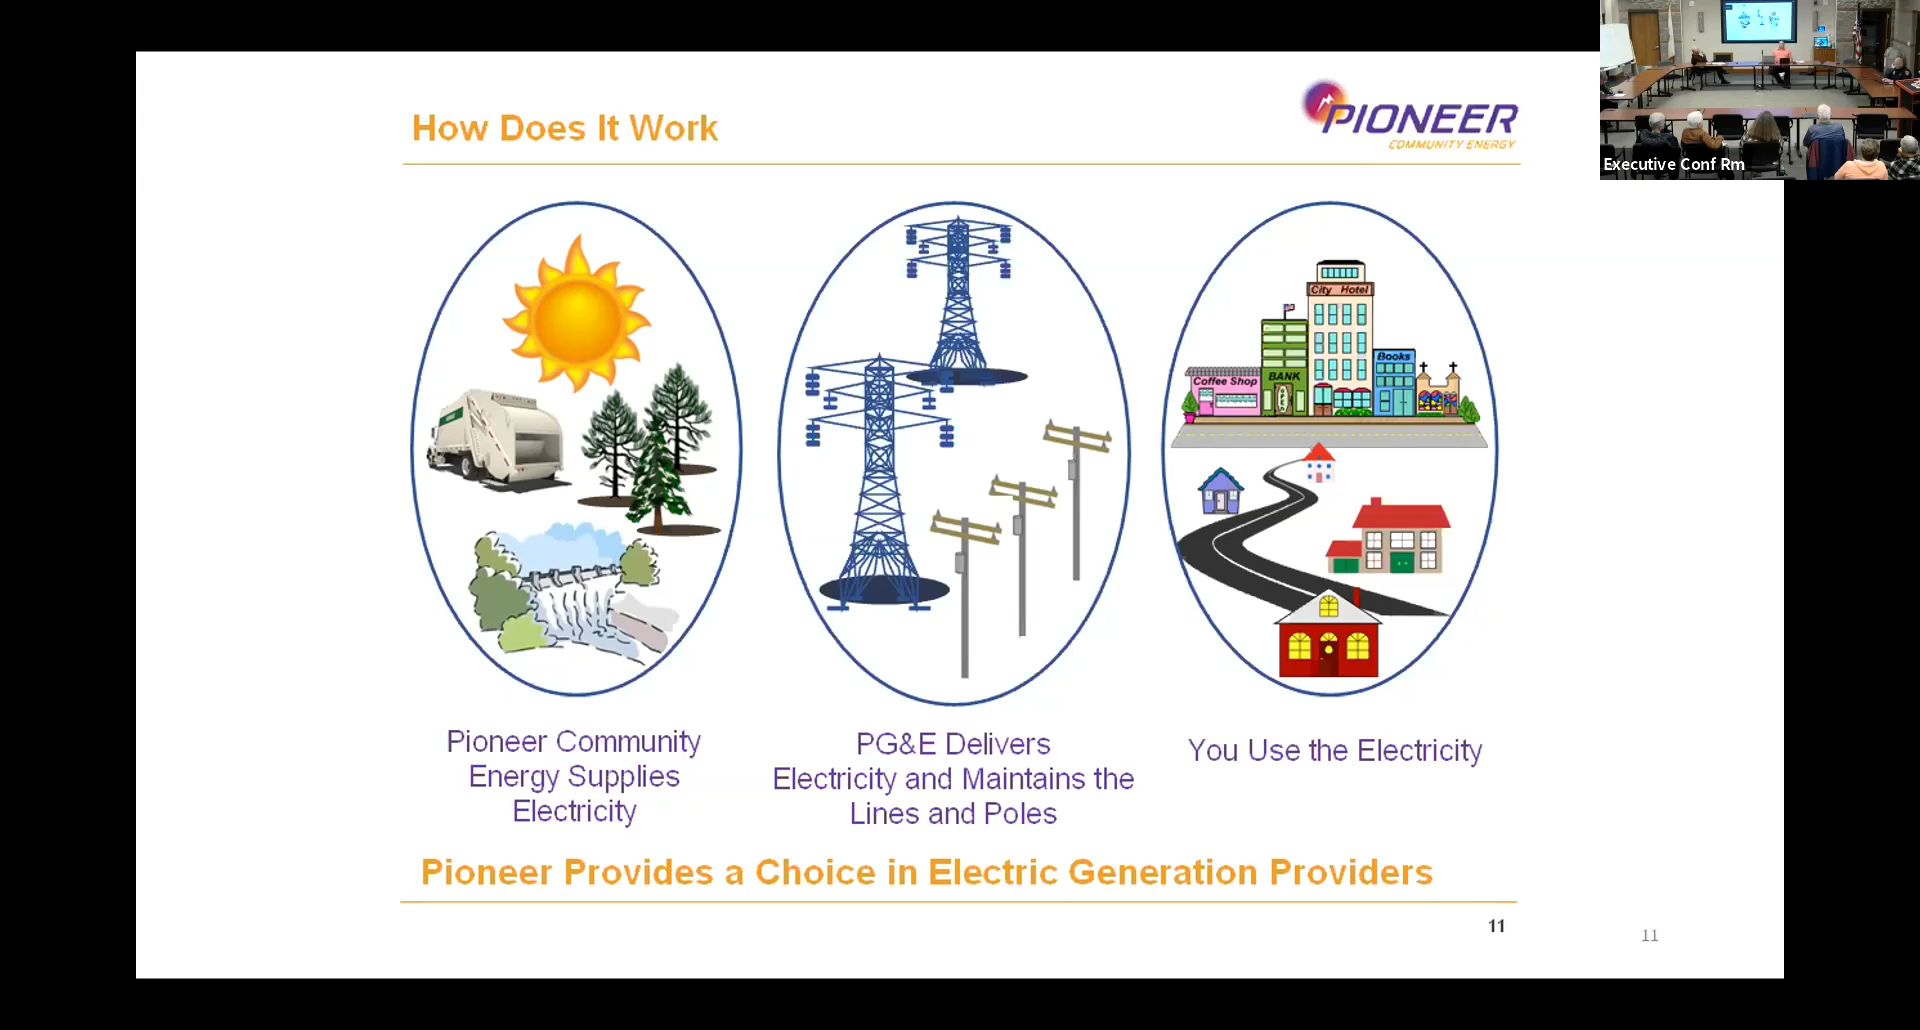 How Does It Work
PIONEER
COMMUNITY ENERGY
Executive Conf Rm
City Hotel
Books
Coffee Shop
BANK
Pioneer Community
Energy Supplies
Electricity
PG&E Delivers
Electricity and Maintains the
Lines and Poles
You Use the Electricity
Pioneer Provides a Choice in Electric Generation Providers
11
11